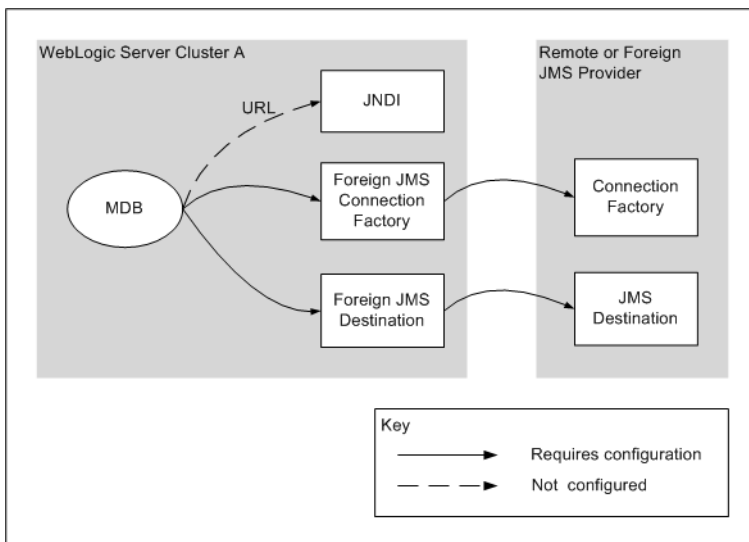 WebLogic Server Cluster A
Remote or Foreign
JMS Provider
URL
JNDI
MDB
Foreign JMS
Connection
Factory
Connection
Factory
Foreign JMS
Destination
JMS
Destination
Key
Requires configuration
Not configured